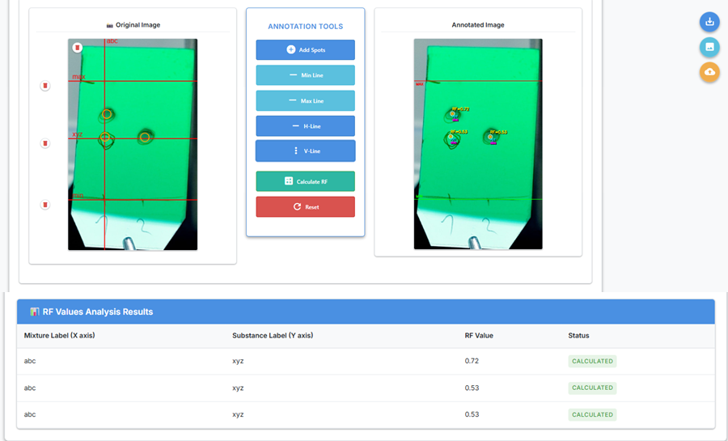 Original Image
ANNOTATION TOOLS
Annotated Image
Add Spots
Min Line
Max Line
H-Line
V-Line
Calculate RF
Reset
abc
max
xyz
RF Values Analysis Results
Mixture Label (X axis) Substance Label (Y axis) RF Value Status
abc xyz 0.72 CALCULATED
abc xyz 0.53 CALCULATED
abc xyz 0.53 CALCULATED